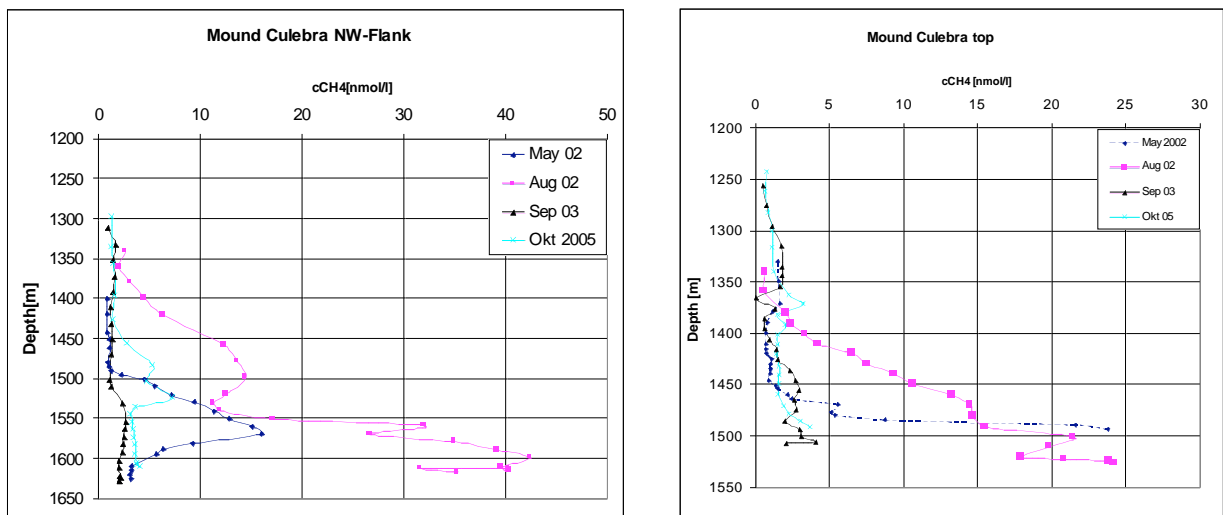 Mound Culebra NW-Flank
cCH4[nmol/l]
0 10 20 30 40 50
Depth[m]
1200
1250
1300
1350
1400
1450
1500
1550
1600
1650
May 02
Aug 02
Sep 03
Okt 2005
Mound Culebra top
cCH4[nmol/l]
0 5 10 15 20 25 30
Depth [m]
1200
1250
1300
1350
1400
1450
1500
1550
May 2002
Aug 02
Sep 03
Okt 05